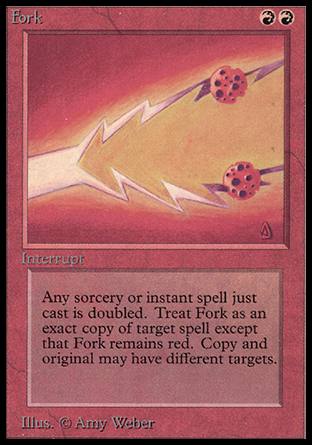 Fork
Interrupt
Any sorcery or instant spell just
cast is doubled. Treat Fork as an
exact copy of target spell except
that Fork remains red. Copy and
original may have different targets.
Illus. © Amy Weber